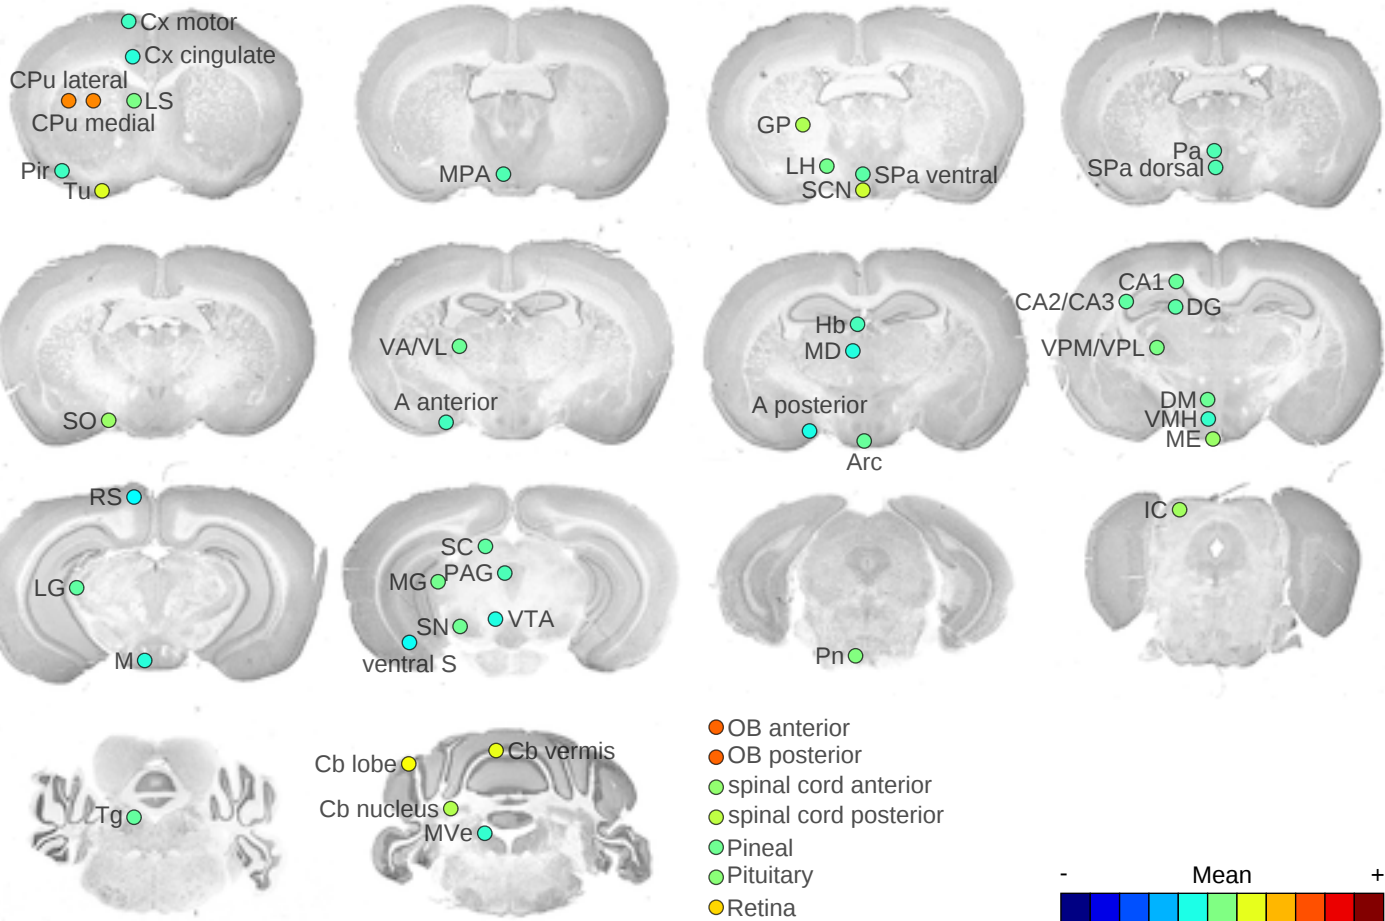 Cx motor
Cx cingulate
CPu lateral
LS
CPu medial
Pir
Tu
MPA
GP
LH
SPa ventral
SCN
Pa
SPa dorsal
SO
VA/VL
A anterior
Hb
MD
A posterior
Arc
CA1
CA2/CA3
DG
VPM/VPL
DM
VMH
ME
RS
LG
M
SC
MG
PAG
SN
VTA
ventral S
Pn
IC
Tg
Cb lobe
Cb vermis
Cb nucleus
MVe
OB anterior
OB posterior
spinal cord anterior
spinal cord posterior
Pineal
Pituitary
Retina
- Mean +